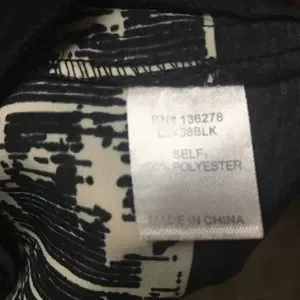 RN# 136278
D2438BLK
SELF:
100% POLYESTER
MADE IN CHINA